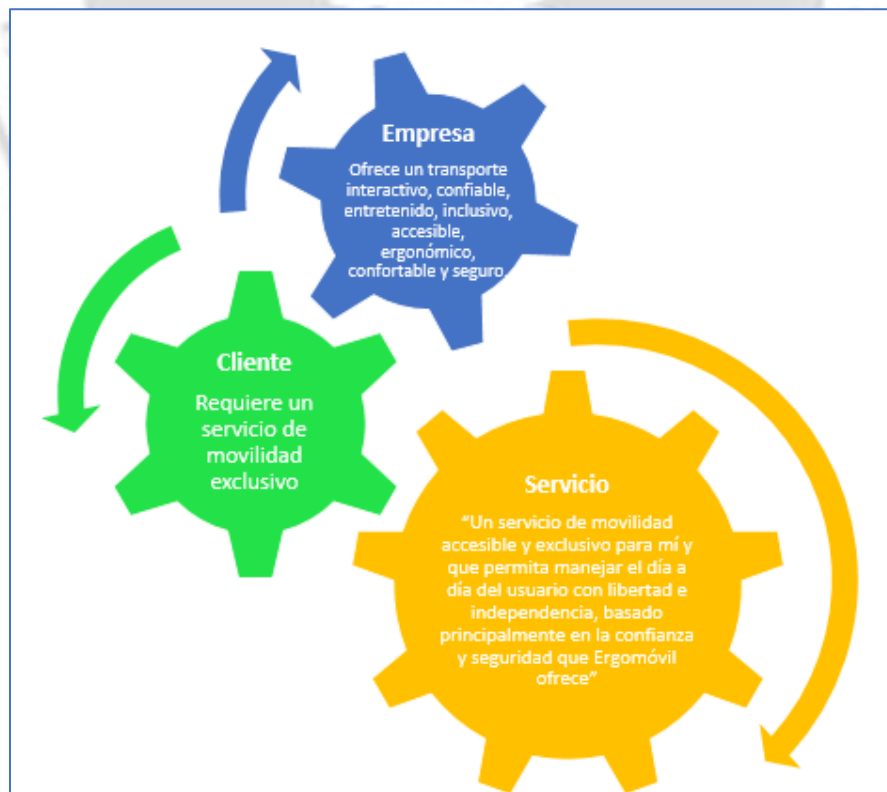 Empresa
Ofrece un transporte
interactivo, confiable,
entretenido, inclusivo,
accesible,
ergonómico,
confortable y seguro
Cliente
Requiere un
servicio de
movilidad
exclusivo
Servicio
“Un servicio de movilidad
accesible y exclusivo para mí y
que permita manejar el día a
día del usuario con libertad e
independencia, basado
principalmente en la confianza
y seguridad que Ergomóvil
ofrece”